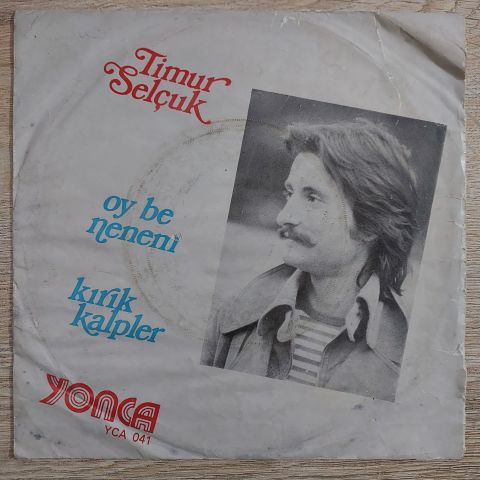 Timur
Selçuk
oy be
neneni
kırık
kalpler
YONCA
YCA 041